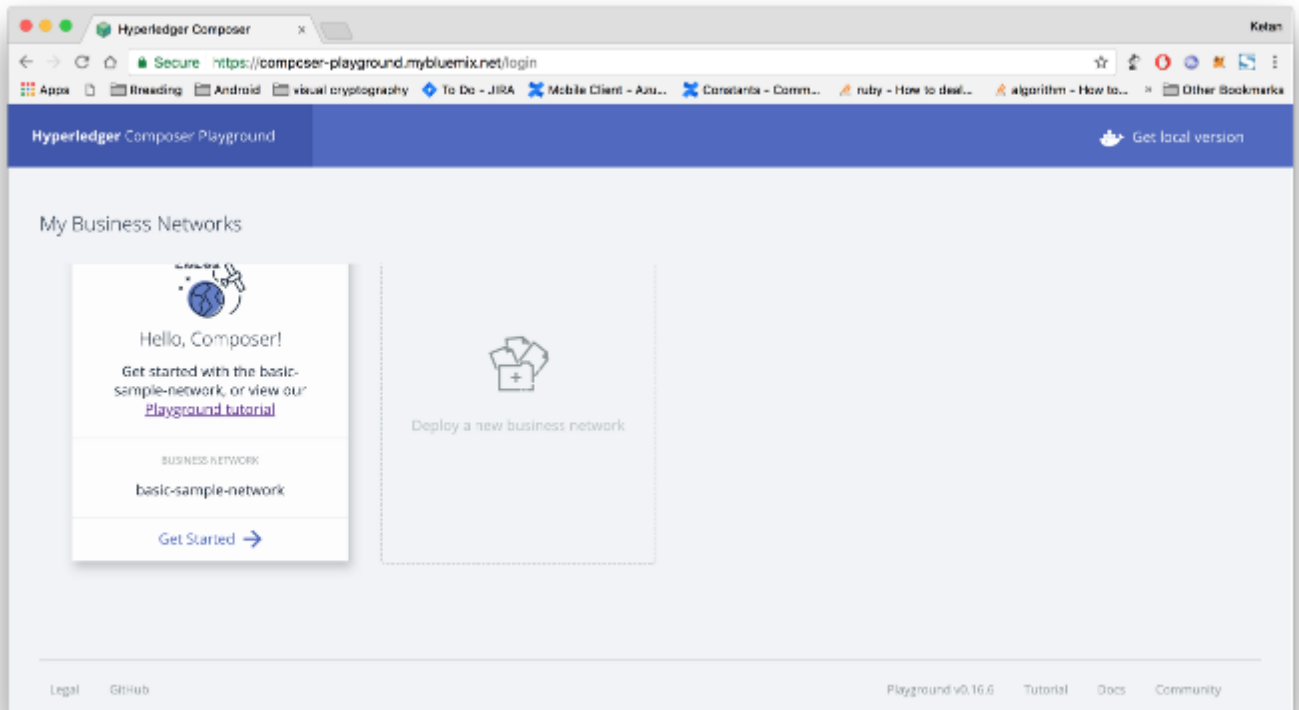 Hyperledger Composer
Ketan
Secure https://composer-playground.mybluemix.net/login
Apps Rreeding Android visual cryptography To Do - JIRA Mobile Client - Azu... Constants - Comm... ruby - How to deal... algorithm - How to... » Other Bookmarks
Hyperledger Composer Playground
Get local version
My Business Networks
Hello, Composer!
Get started with the basic-
sample-network, or view our
Playground tutorial
BUSINESS NETWORK
basic-sample-network
Get Started
Deploy a new business network
Legal GitHub Playground v0.16.6 Tutorial Docs Community